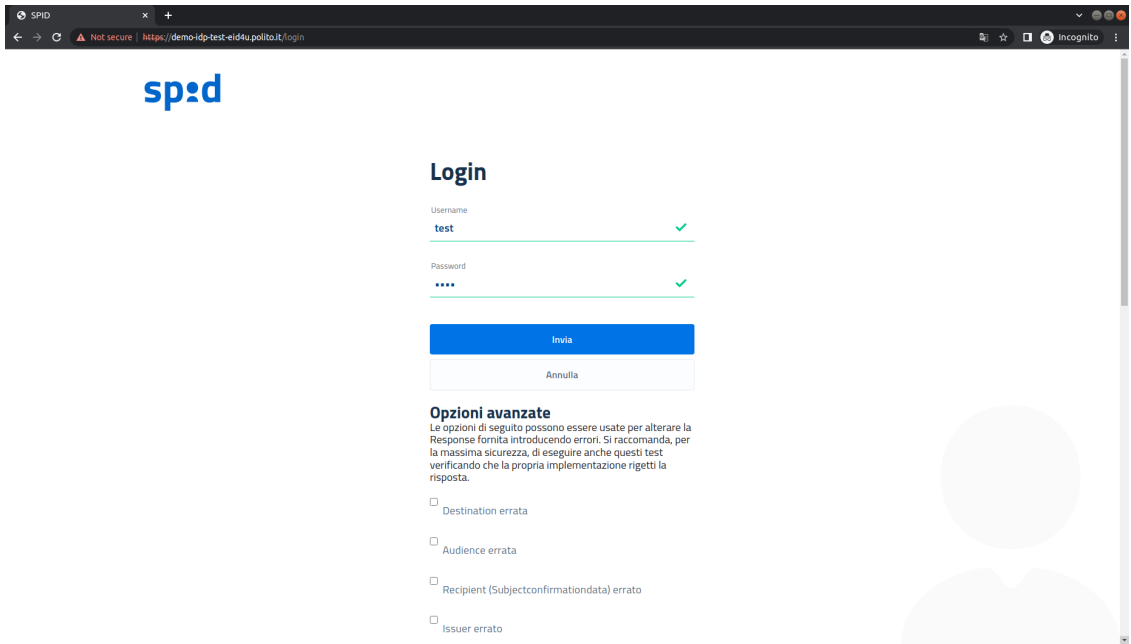 SPID
Not secure
https://demo-idp-test-eid4u.polito.it/login
Incognito
spid
Login
Username
test
Password
••••
Invia
Annulla
Opzioni avanzate
Le opzioni di seguito possono essere usate per alterare la
Response fornita introducendo errori. Si raccomanda, per
la massima sicurezza, di eseguire anche questi test
verificando che la propria implementazione rigetti la
risposta.
Destination errata
Audience errata
Recipient (Subjectconfirmationdata) errato
Issuer errato